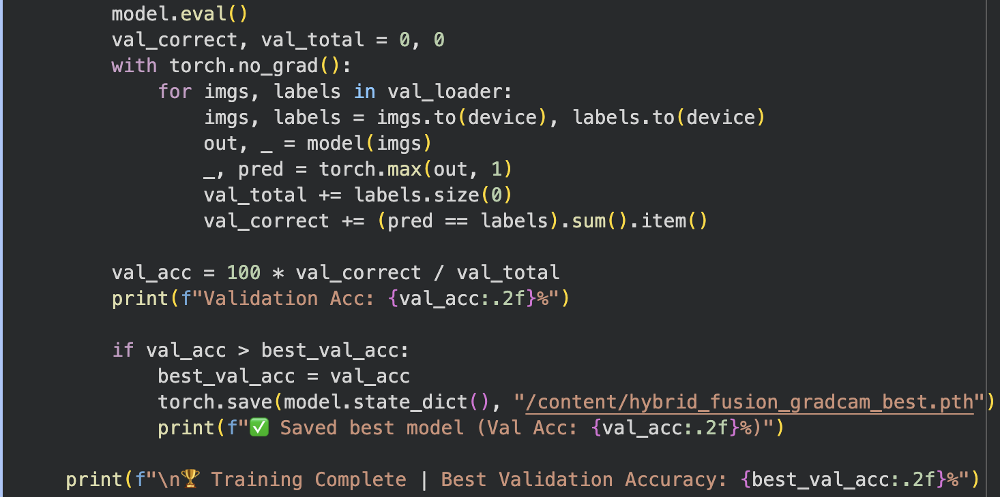 model.eval()
val_correct, val_total = 0, 0
with torch.no_grad():
    for imgs, labels in val_loader:
        imgs, labels = imgs.to(device), labels.to(device)
        out, _ = model(imgs)
        _, pred = torch.max(out, 1)
        val_total += labels.size(0)
        val_correct += (pred == labels).sum().item()

val_acc = 100 * val_correct / val_total
print(f"Validation Acc: {val_acc:.2f}%")

if val_acc > best_val_acc:
    best_val_acc = val_acc
    torch.save(model.state_dict(), "/content/hybrid_fusion_gradcam_best.pth")
    print(f"✅ Saved best model (Val Acc: {val_acc:.2f}%)")

print(f"\n🏆 Training Complete | Best Validation Accuracy: {best_val_acc:.2f}%")